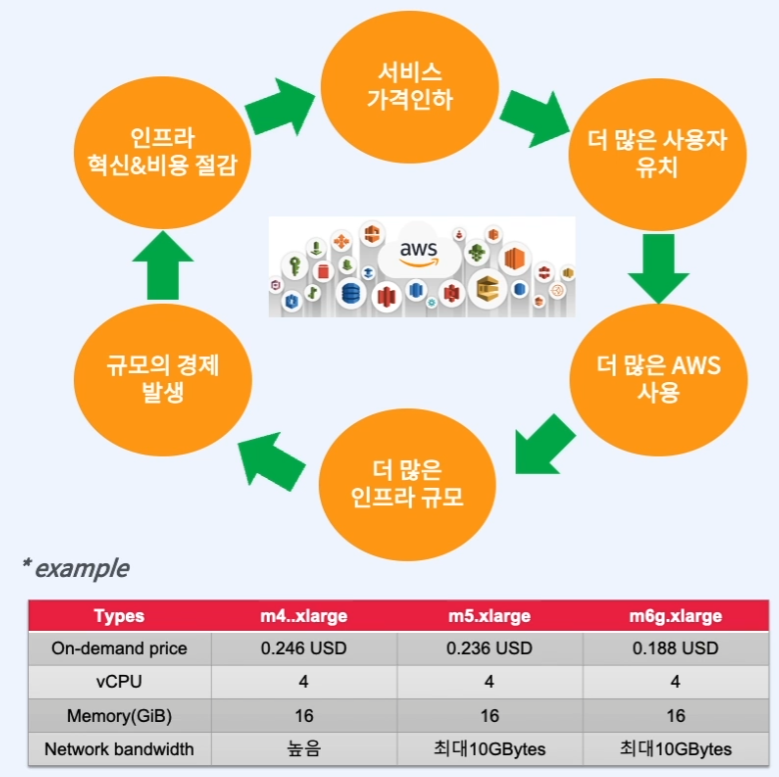 서비스
가격인하
더 많은 사용자
유치
더 많은 AWS
사용
더 많은
인프라 규모
규모의 경제
발생
인프라
혁신&비용 절감
aws
* example
Types m4..xlarge m5.xlarge m6g.xlarge
On-demand price 0.246 USD 0.236 USD 0.188 USD
vCPU 4 4 4
Memory(GiB) 16 16 16
Network bandwidth 높음 최대10GBytes 최대10GBytes